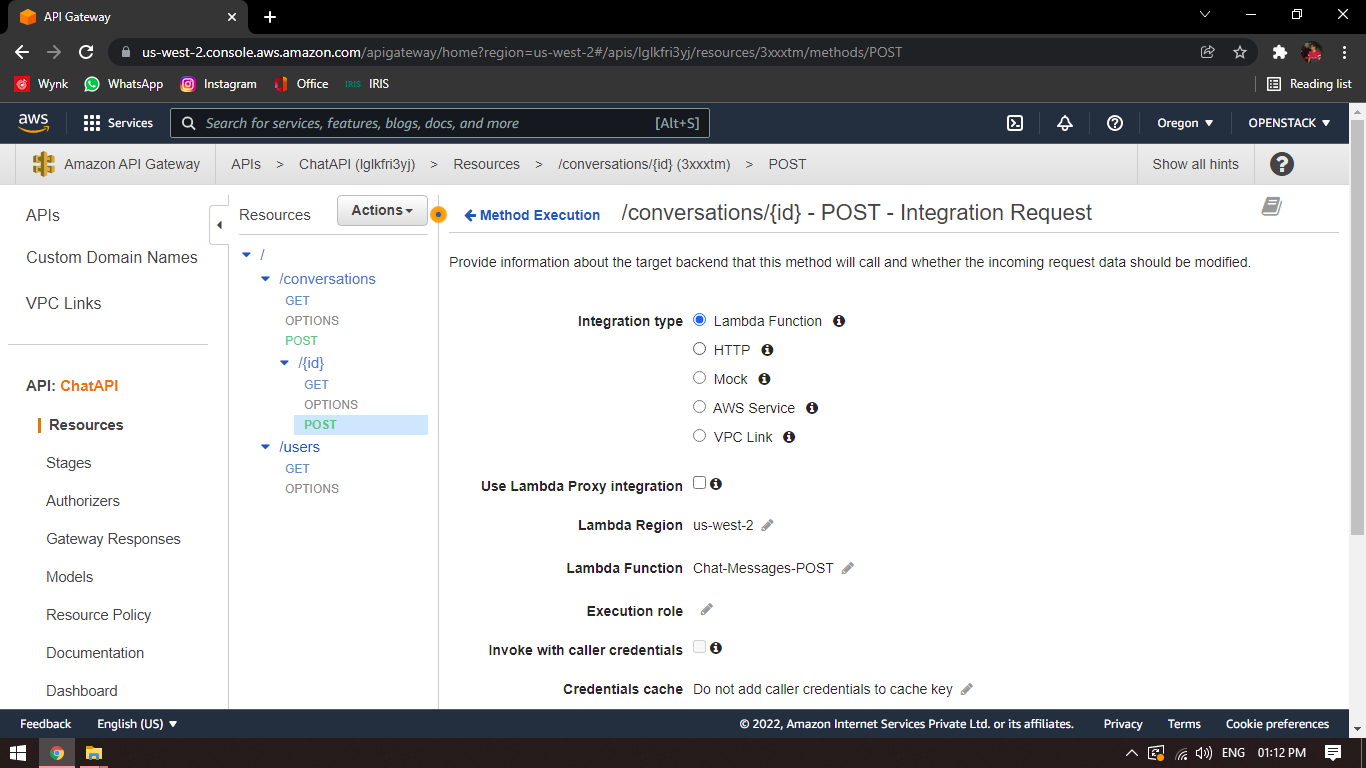 API Gateway
us-west-2.console.aws.amazon.com/apigateway/home?region=us-west-2#/apis/lglkfri3yj/resources/3xxxtm/methods/POST
Wynk WhatsApp Instagram Office IRIS IRIS Reading list
aws Services Search for services, features, blogs, docs, and more [Alt+S] Oregon OPENSTACK
Amazon API Gateway APIs > ChatAPI (lglkfri3yj) > Resources > /conversations/{id} (3xxxtm) > POST Show all hints
APIs
Custom Domain Names
VPC Links
API: ChatAPI
Resources
Stages
Authorizers
Gateway Responses
Models
Resource Policy
Documentation
Dashboard
Resources Actions
/
/conversations
GET
OPTIONS
POST
/{id}
GET
OPTIONS
POST
/users
GET
OPTIONS
Method Execution /conversations/{id} - POST - Integration Request
Provide information about the target backend that this method will call and whether the incoming request data should be modified.
Integration type Lambda Function
HTTP
Mock
AWS Service
VPC Link
Use Lambda Proxy integration
Lambda Region us-west-2
Lambda Function Chat-Messages-POST
Execution role
Invoke with caller credentials
Credentials cache Do not add caller credentials to cache key
Feedback English (US) © 2022, Amazon Internet Services Private Ltd. or its affiliates. Privacy Terms Cookie preferences
ENG 01:12 PM